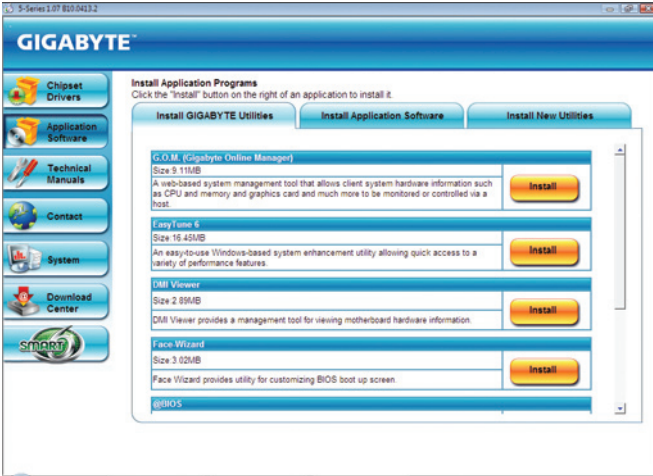 5-Series 1.07 B10.0413.2
GIGABYTE™
Chipset
Drivers
Application
Software
Technical
Manuals
Contact
System
Download
Center
SMART
Install Application Programs
Click the "Install" button on the right of an application to install it.
Install GIGABYTE Utilities
Install Application Software
Install New Utilities
G.O.M. (Gigabyte Online Manager)
Size:9.11MB
A web-based system management tool that allows client system hardware information such
as CPU and memory and graphics card and much more to be monitored or controlled via a
host.
Install
EasyTune 6
Size:16.45MB
An easy-to-use Windows-based system enhancement utility allowing quick access to a
variety of performance features.
Install
DMI Viewer
Size:2.89MB
DMI Viewer provides a management tool for viewing motherboard hardware information.
Install
Face-Wizard
Size:3.02MB
Face Wizard provides utility for customizing BIOS boot up screen
Install
@BIOS